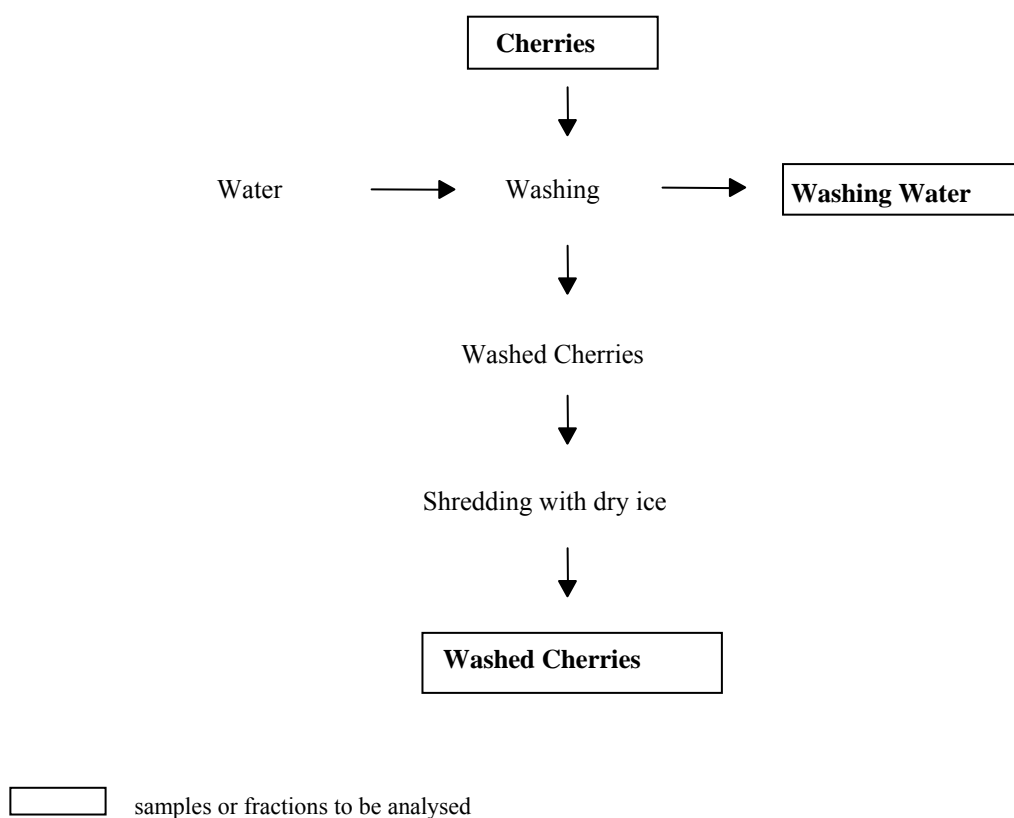 Cherries
Water
Washing
Washing Water
Washed Cherries
Shredding with dry ice
Washed Cherries
samples or fractions to be analysed